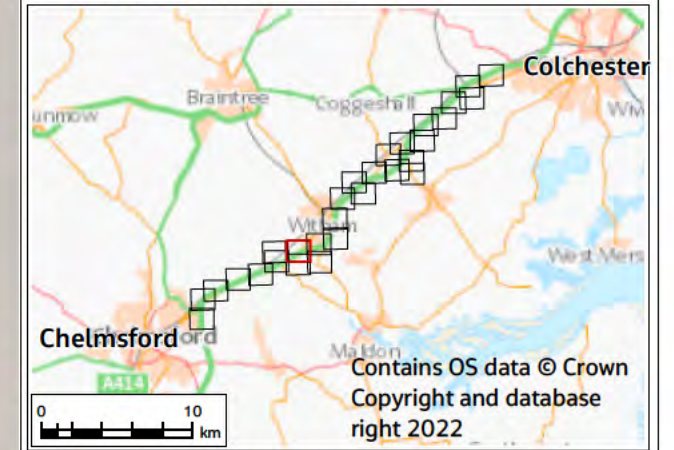 Colchester
Braintree
Coggeshall
unmow
Witham
West Mers
Chelmsford
Maldon
A414
Contains OS data © Crown
Copyright and database
right 2022
0 10
km